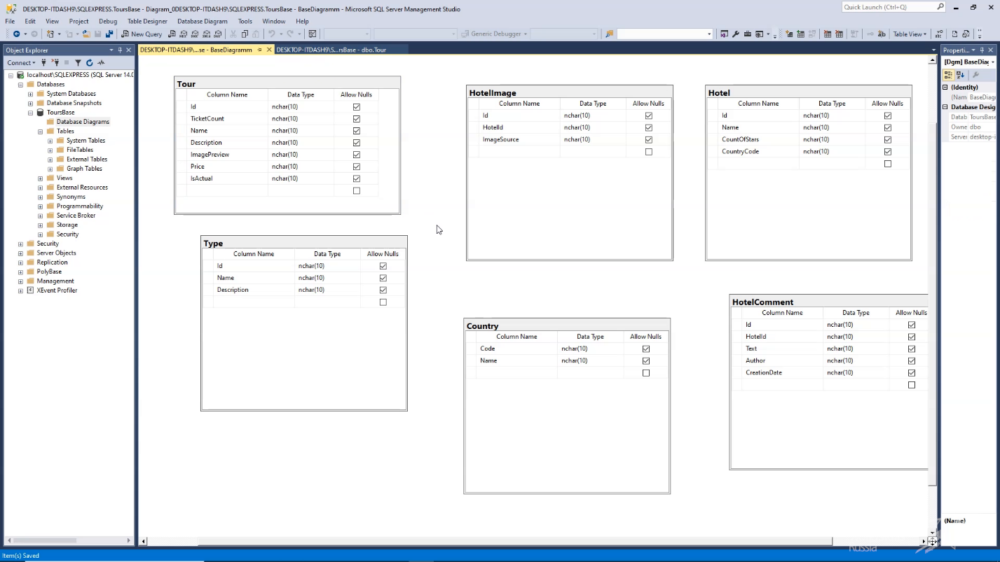 DESKTOP-ITDASH9\SQLEXPRESS.ToursBase - Diagram_0DESKTOP-ITDASH9\SQLEXPRESS.ToursBase - BaseDiagramm - Microsoft SQL Server Management Studio
Quick Launch (Ctrl+Q)
File Edit View Project Debug Table Designer Database Diagram Tools Window Help
New Query
Generic Debugger
Table View
Object Explorer
Connect
localhost\SQLEXPRESS (SQL Server 14.0
Databases
System Databases
Database Snapshots
ToursBase
Database Diagrams
Tables
System Tables
FileTables
External Tables
Graph Tables
Views
External Resources
Synonyms
Programmability
Service Broker
Storage
Security
Security
Server Objects
Replication
PolyBase
Management
XEvent Profiler
DESKTOP-ITDASH9\...se - BaseDiagramm
DESKTOP-ITDASH9\S...rsBase - dbo.Tour
Tour
Column Name Data Type Allow Nulls
Id nchar(10)
TicketCount nchar(10)
Name nchar(10)
Description nchar(10)
ImagePreview nchar(10)
Price nchar(10)
IsActual nchar(10)
Type
Column Name Data Type Allow Nulls
Id nchar(10)
Name nchar(10)
Description nchar(10)
HotelImage
Column Name Data Type Allow Nulls
Id nchar(10)
HotelId nchar(10)
ImageSource nchar(10)
Country
Column Name Data Type Allow Nulls
Code nchar(10)
Name nchar(10)
Hotel
Column Name Data Type Allow Nulls
Id nchar(10)
Name nchar(10)
CountOfStars nchar(10)
CountryCode nchar(10)
HotelComment
Column Name Data Type Allow Nulls
Id nchar(10)
HotelId nchar(10)
Text nchar(10)
Author nchar(10)
CreationDate nchar(10)
Properti...
[Dgm] BaseDiag
(Identity)
(Nam BaseDiagr
Database Desig
Datab ToursBase
Owne dbo
Server desktop-i
(Name)
Russia
Item(s) Saved